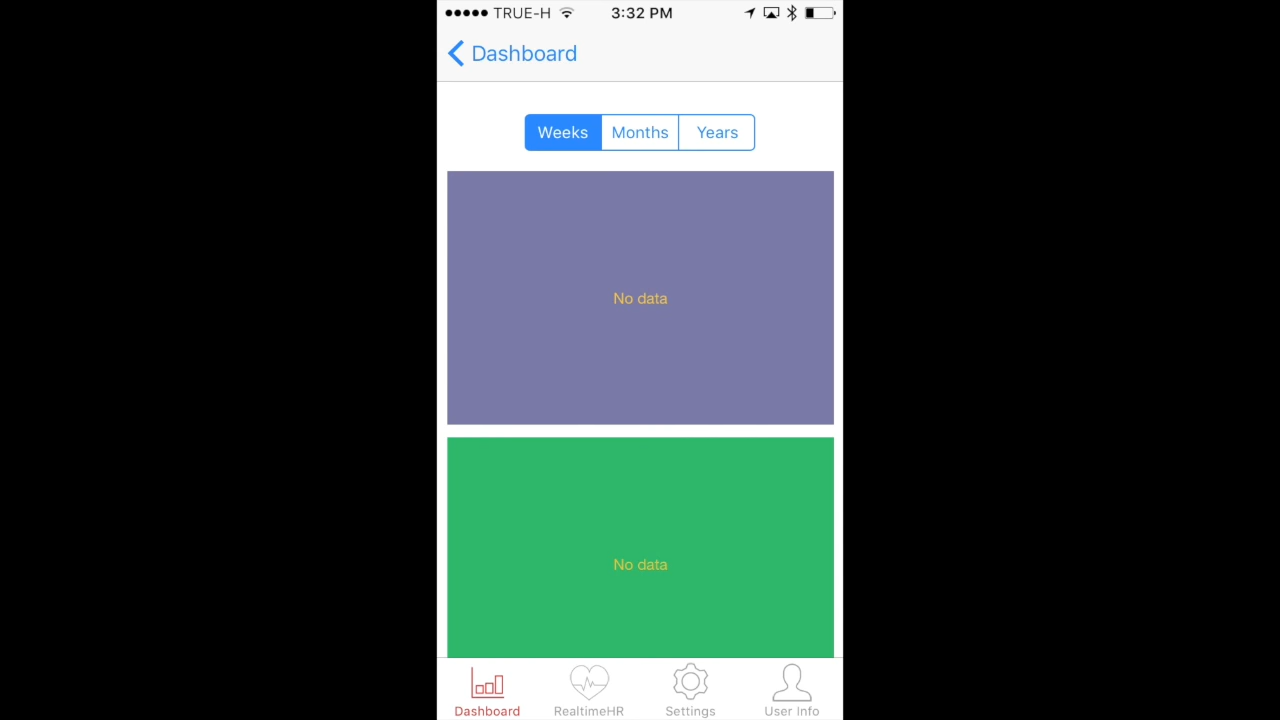 TRUE-H 3:32 PM
Dashboard
Weeks Months Years
No data
No data
Dashboard RealtimeHR Settings User Info